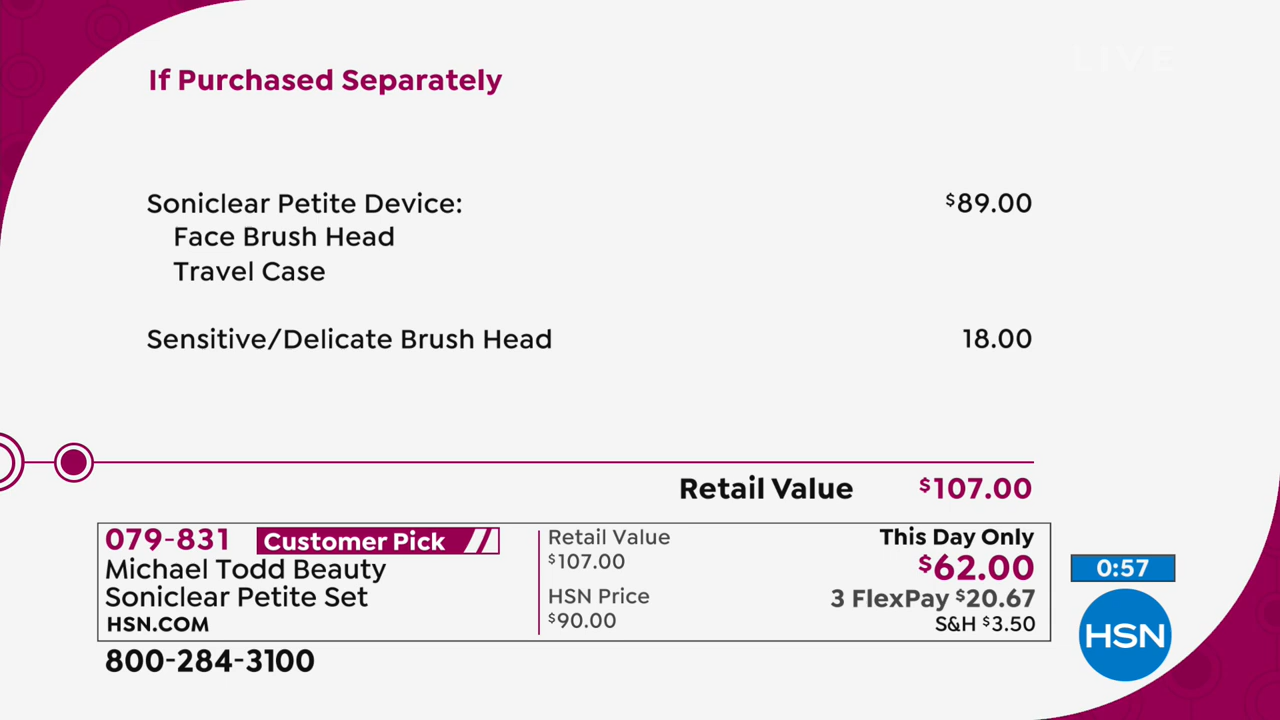 LIVE
If Purchased Separately
Soniclear Petite Device: $89.00
Face Brush Head
Travel Case
Sensitive/Delicate Brush Head 18.00
Retail Value $107.00
079-831 Customer Pick
Michael Todd Beauty
Soniclear Petite Set
HSN.COM
Retail Value
$107.00
HSN Price
$90.00
This Day Only
$62.00
3 FlexPay $20.67
S&H $3.50
0:57
HSN
800-284-3100